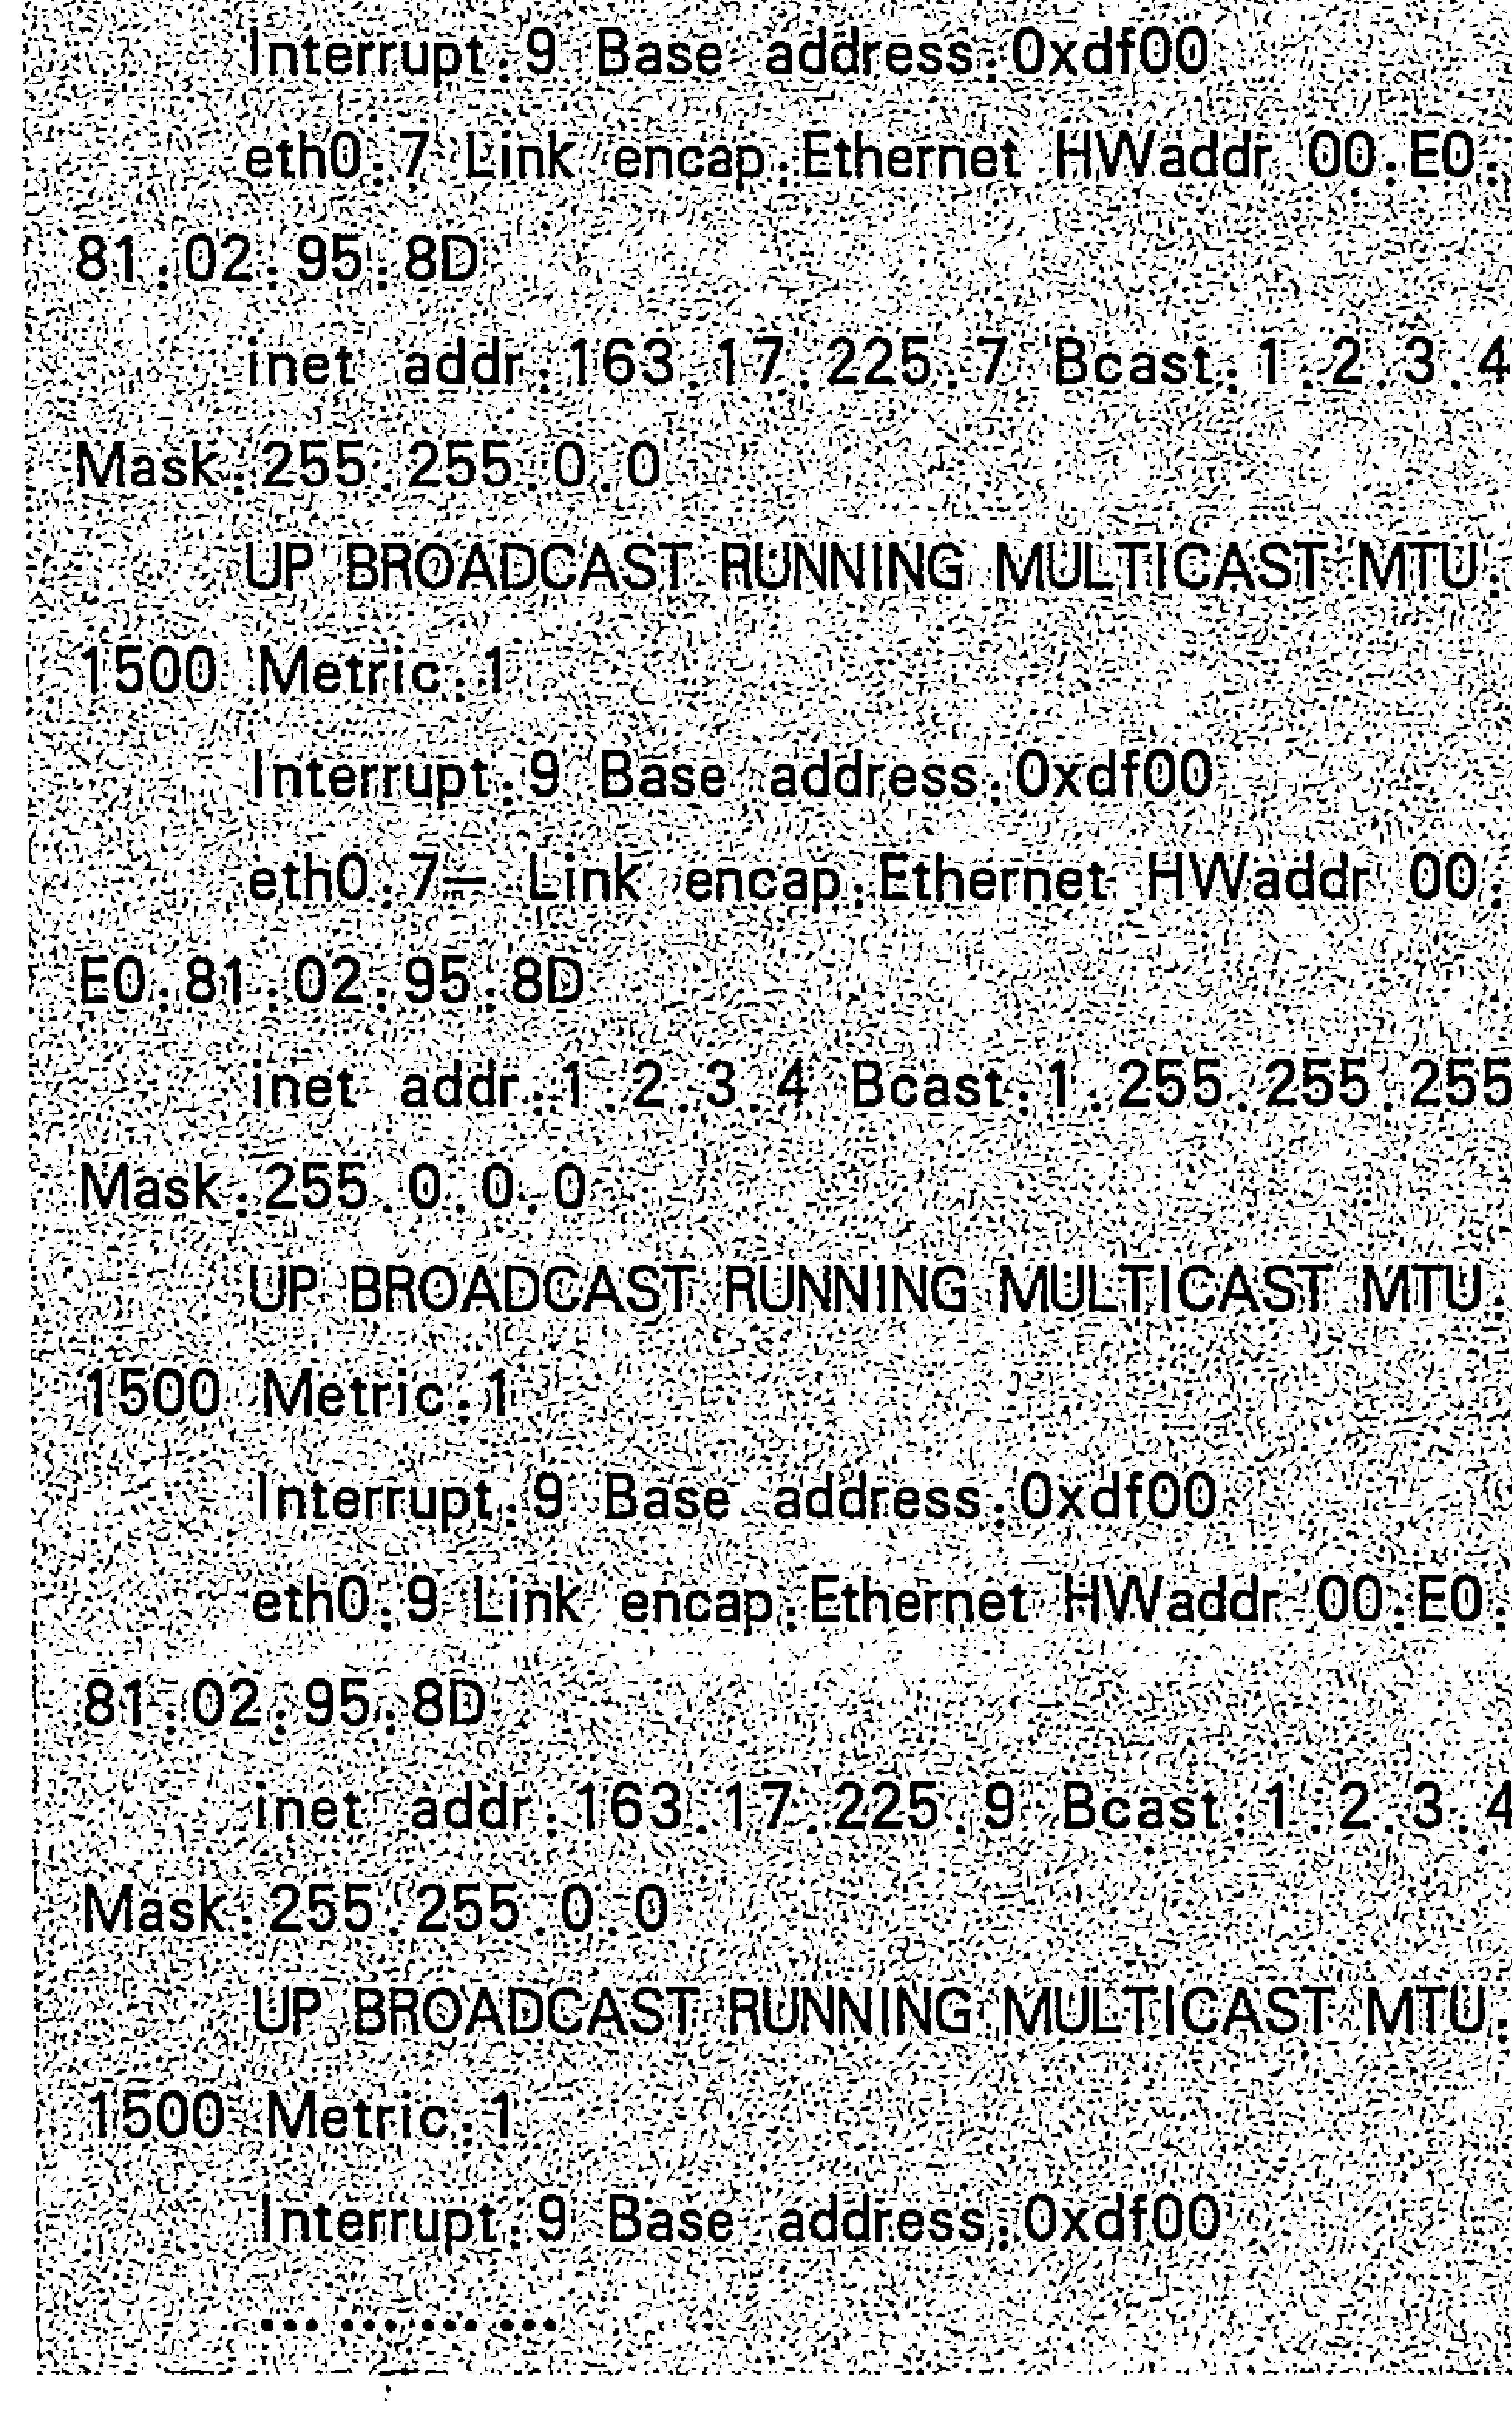 Interrupt:9 Base address:0xdf00
eth0:7 Link encap:Ethernet HWaddr 00:E0:
81:02:95:8D
inet addr:163.17.225.7 Bcast:1.2.3.4
Mask:255.255.0.0
UP BROADCAST RUNNING MULTICAST MTU:
1500 Metric:1
Interrupt:9 Base address:0xdf00
eth0:7— Link encap:Ethernet HWaddr 00:
E0:81:02:95:8D
inet addr:1.2.3.4 Bcast:1.255.255.255
Mask:255.0.0.0
UP BROADCAST RUNNING MULTICAST MTU:
1500 Metric:1
Interrupt:9 Base address:0xdf00
eth0:9 Link encap:Ethernet HWaddr 00:E0:
81:02:95:8D
inet addr:163.17.225.9 Bcast:1.2.3.4
Mask:255.255.0.0
UP BROADCAST RUNNING MULTICAST MTU:
1500 Metric:1
Interrupt:9 Base address:0xdf00
… … … …